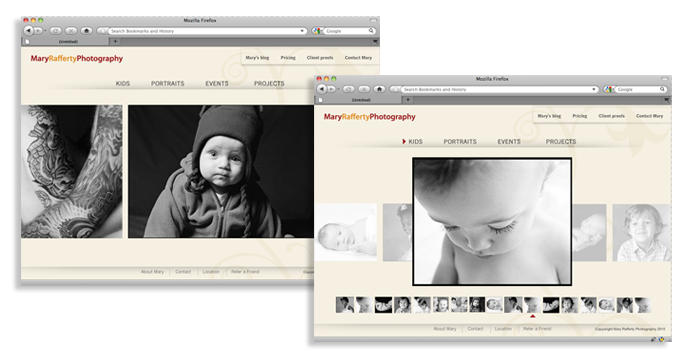 Mozilla Firefox
Search Bookmarks and History
Google
(Untitled)
MaryRaffertyPhotography
Mary's blog Pricing Client proofs Contact Mary
KIDS PORTRAITS EVENTS PROJECTS
About Mary Contact Location Refer a Friend
Mozilla Firefox
Search Bookmarks and History
Google
(Untitled)
MaryRaffertyPhotography
Mary's blog Pricing Client proofs Contact Mary
KIDS PORTRAITS EVENTS PROJECTS
About Mary Contact Location Refer a Friend
Copyright Mary Rafferty Photography 2010